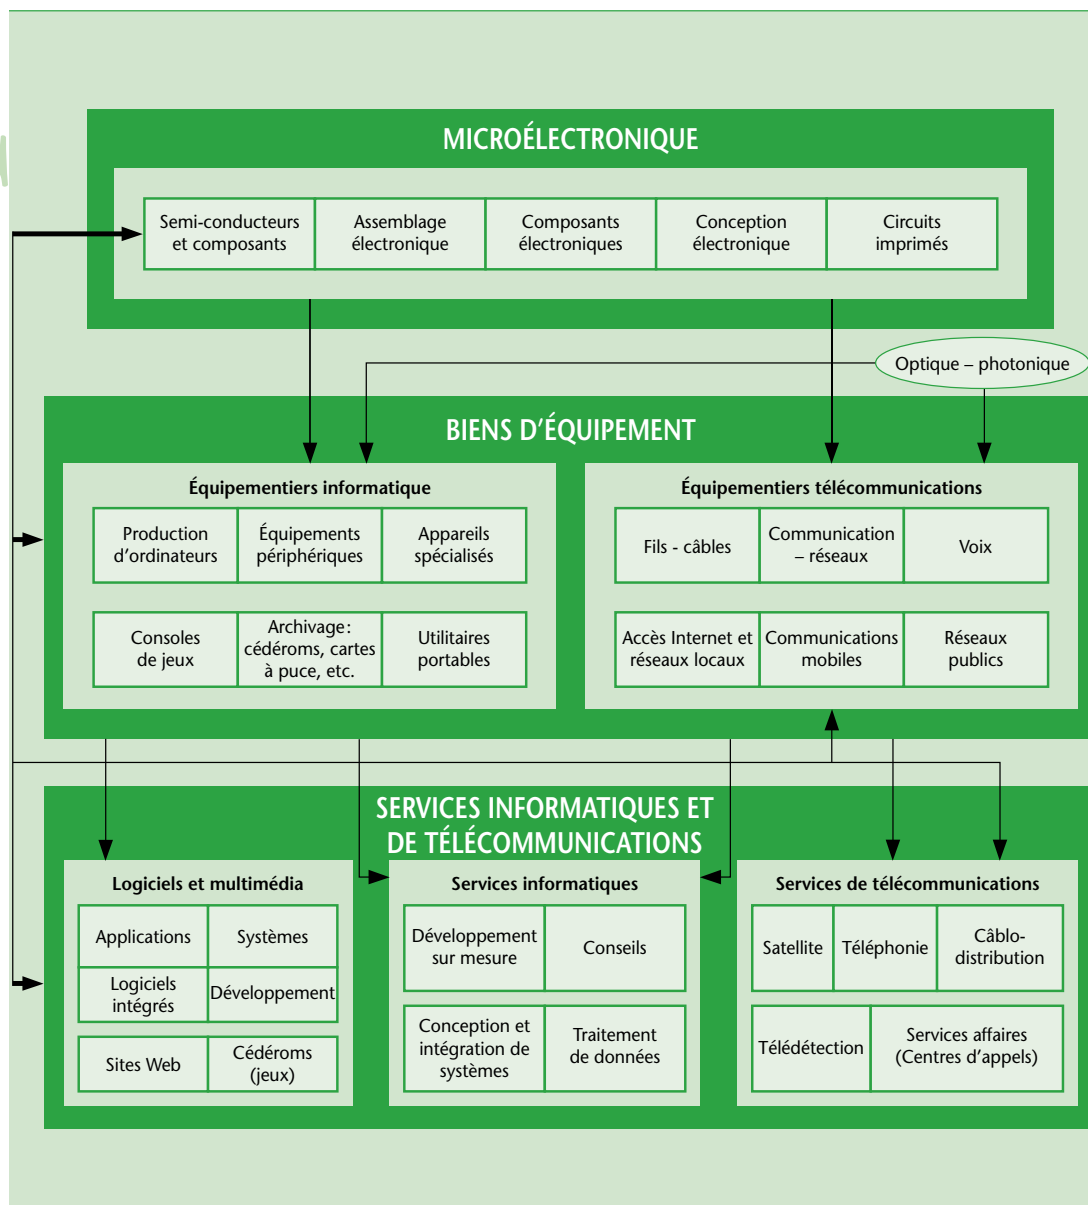 MICROÉLECTRONIQUE
Semi-conducteurs
et composants
Assemblage
électronique
Composants
électroniques
Conception
électronique
Circuits
imprimés
Optique – photonique
BIENS D'ÉQUIPEMENT
Équipementiers informatique
Production
d'ordinateurs
Équipements
périphériques
Appareils
spécialisés
Consoles
de jeux
Archivage:
cédéroms, cartes
à puce, etc.
Utilitaires
portables
Équipementiers télécommunications
Fils - câbles
Communication
– réseaux
Voix
Accès Internet et
réseaux locaux
Communications
mobiles
Réseaux
publics
SERVICES INFORMATIQUES ET
DE TÉLÉCOMMUNICATIONS
Logiciels et multimédia
Applications
Systèmes
Logiciels
intégrés
Développement
Sites Web
Cédéroms
(jeux)
Services informatiques
Développement
sur mesure
Conseils
Conception et
intégration de
systèmes
Traitement
de données
Services de télécommunications
Satellite
Téléphonie
Câblo-
distribution
Télédétection
Services affaires
(Centres d'appels)